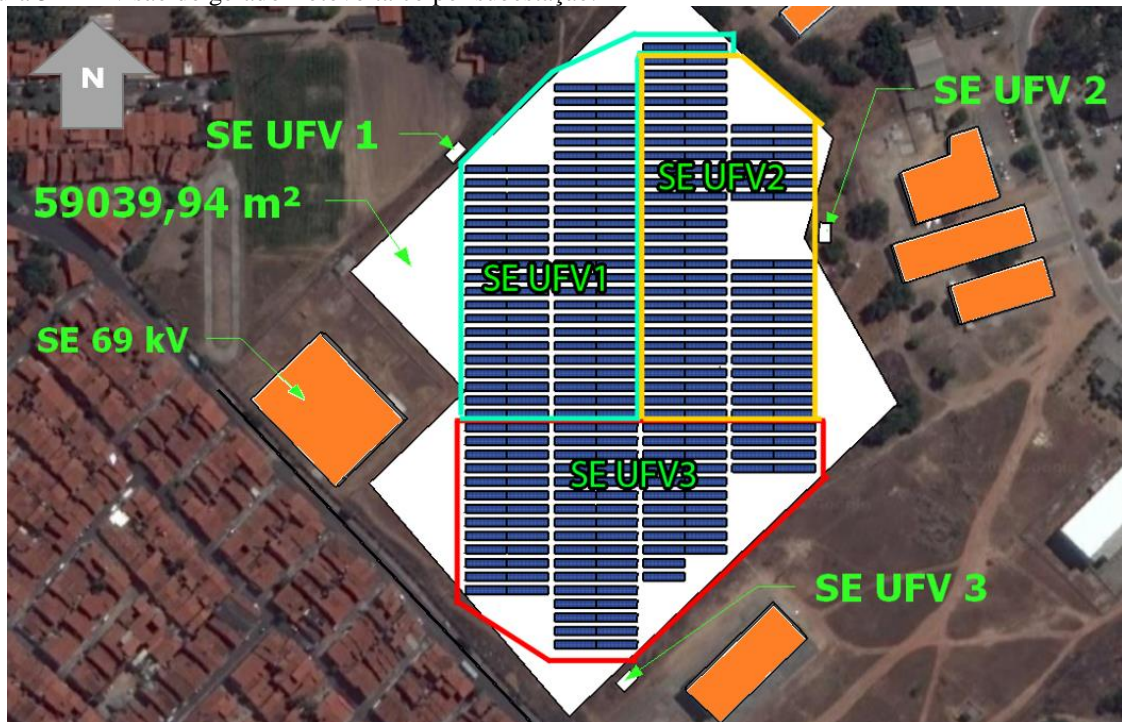 N
SE UFV 2
SE UFV 1
SE UFV2
59039,94 m²
SE UFV1
SE 69 kV
SE UFV3
SE UFV 3